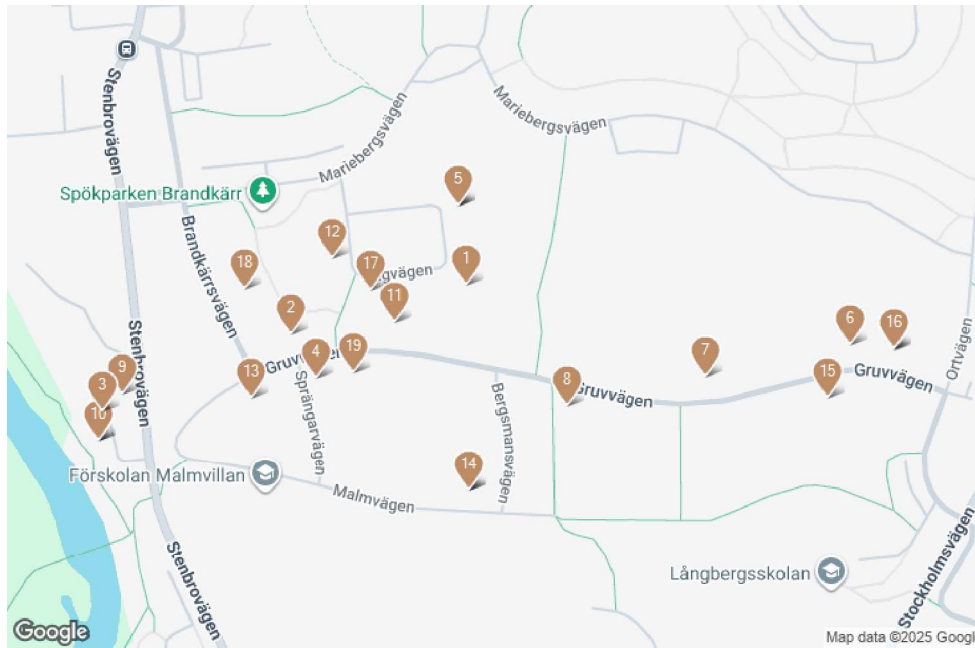 Stenbrovägen
Mariebergsvägen
Mariebergsvägen
Spökparken Brandkärr
5
12
18
17
1
gvägen
Brandkärrsvägen
2
11
6
16
Stenbrovägen
Gruvvägen
4
19
7
Ortvägen
9
3
10
13
8
Gruvvägen
15
Gruvvägen
Sprängarvägen
Bergsmansvägen
14
Förskolan Malmvillan
Malmvägen
Stenbrovägen
Långbergsskolan
Stockholmsvägen
Google
Map data ©2025 Google